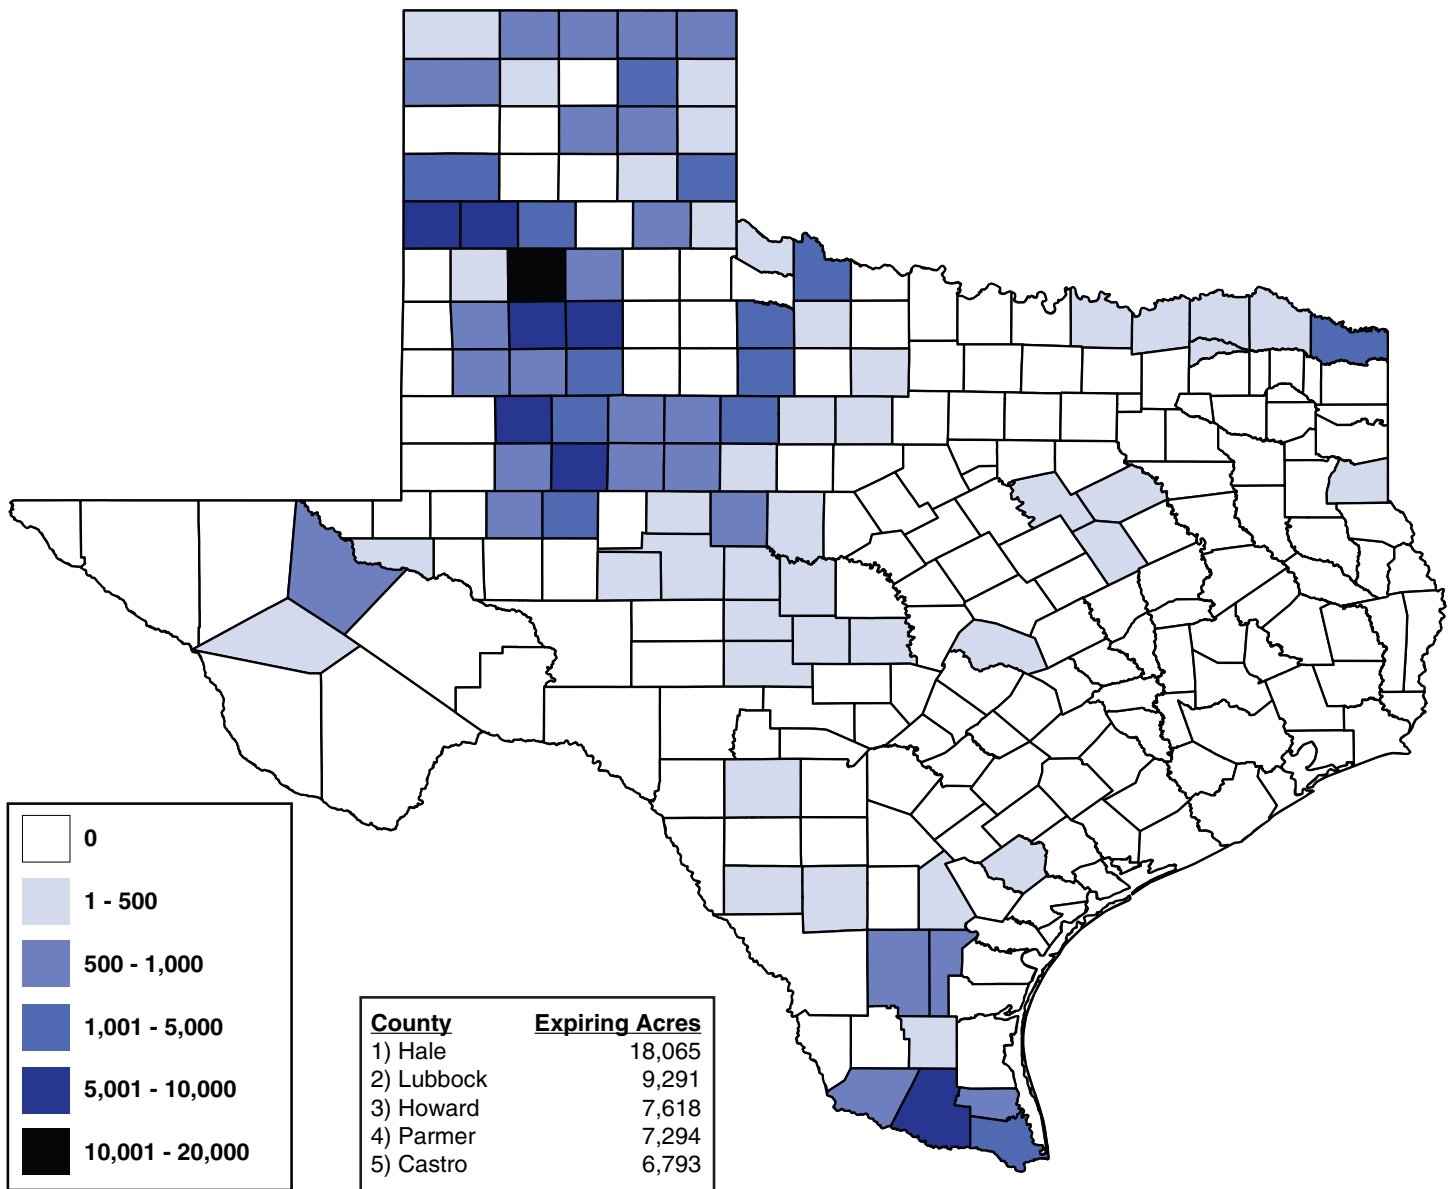 0
1 - 500
500 - 1,000
1,001 - 5,000
5,001 - 10,000
10,001 - 20,000
County Expiring Acres
1) Hale 18,065
2) Lubbock 9,291
3) Howard 7,618
4) Parmer 7,294
5) Castro 6,793